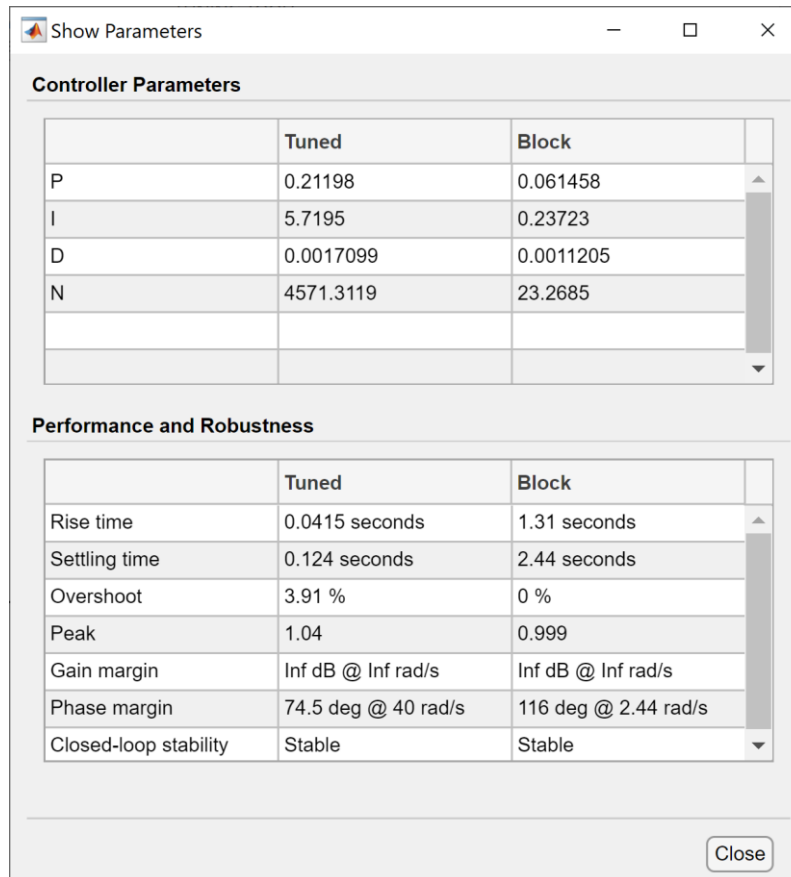 Show Parameters
Controller Parameters
Tuned Block
P 0.21198 0.061458
I 5.7195 0.23723
D 0.0017099 0.0011205
N 4571.3119 23.2685
Performance and Robustness
Tuned Block
Rise time 0.0415 seconds 1.31 seconds
Settling time 0.124 seconds 2.44 seconds
Overshoot 3.91 % 0 %
Peak 1.04 0.999
Gain margin Inf dB @ Inf rad/s Inf dB @ Inf rad/s
Phase margin 74.5 deg @ 40 rad/s 116 deg @ 2.44 rad/s
Closed-loop stability Stable Stable
Close